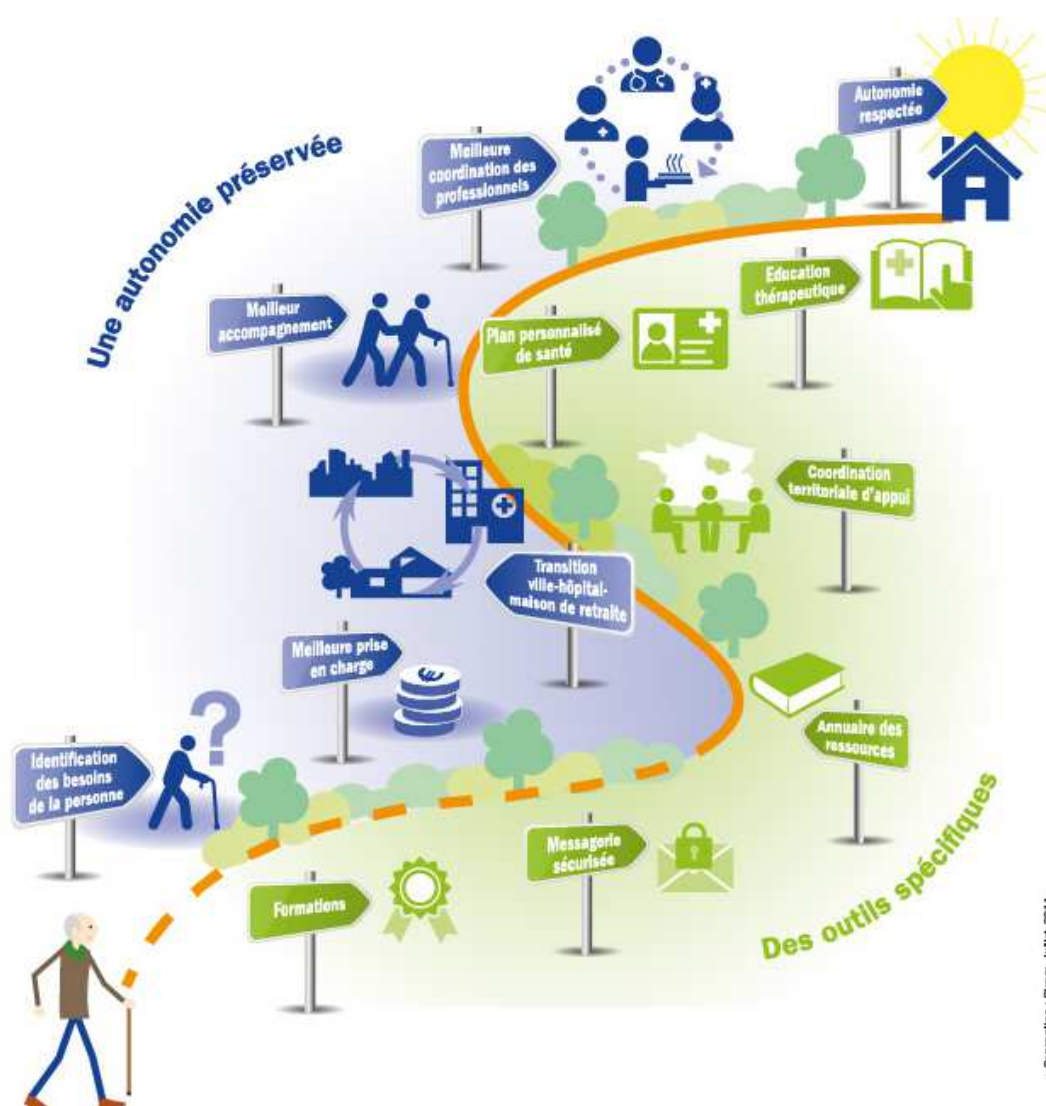 Autonomie
respectée
Meilleure
coordination des
professionnels
Une autonomie préservée
Education
thérapeutique
Meilleur
accompagnement
Plan personnalisé
de santé
Coordination
territoriale d'appui
Transition
ville-hôpital-
maison de retraite
Meilleure prise
en charge
Annuaire des
ressources
Identification
des besoins
de la personne
Messagerie
sécurisée
Formations
Des outils spécifiques